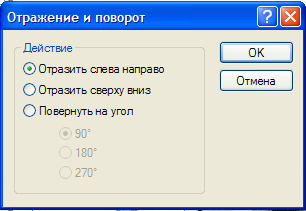 Отражение и поворот
Действие
Отразить слева направо
Отразить сверху вниз
Повернуть на угол
90°
180°
270°
OK
Отмена